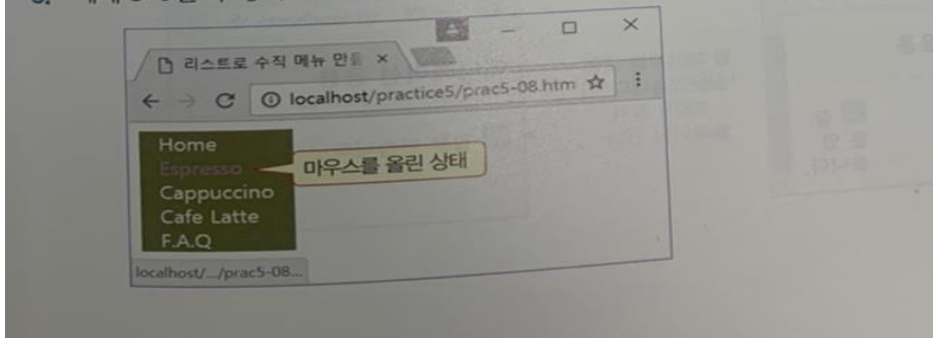 리스트로 수직 메뉴 만들
localhost/practice5/prac5-08.htm
Home
Espresso
마우스를 올린 상태
Cappuccino
Cafe Latte
F.A.Q
localhost/.../prac5-08...